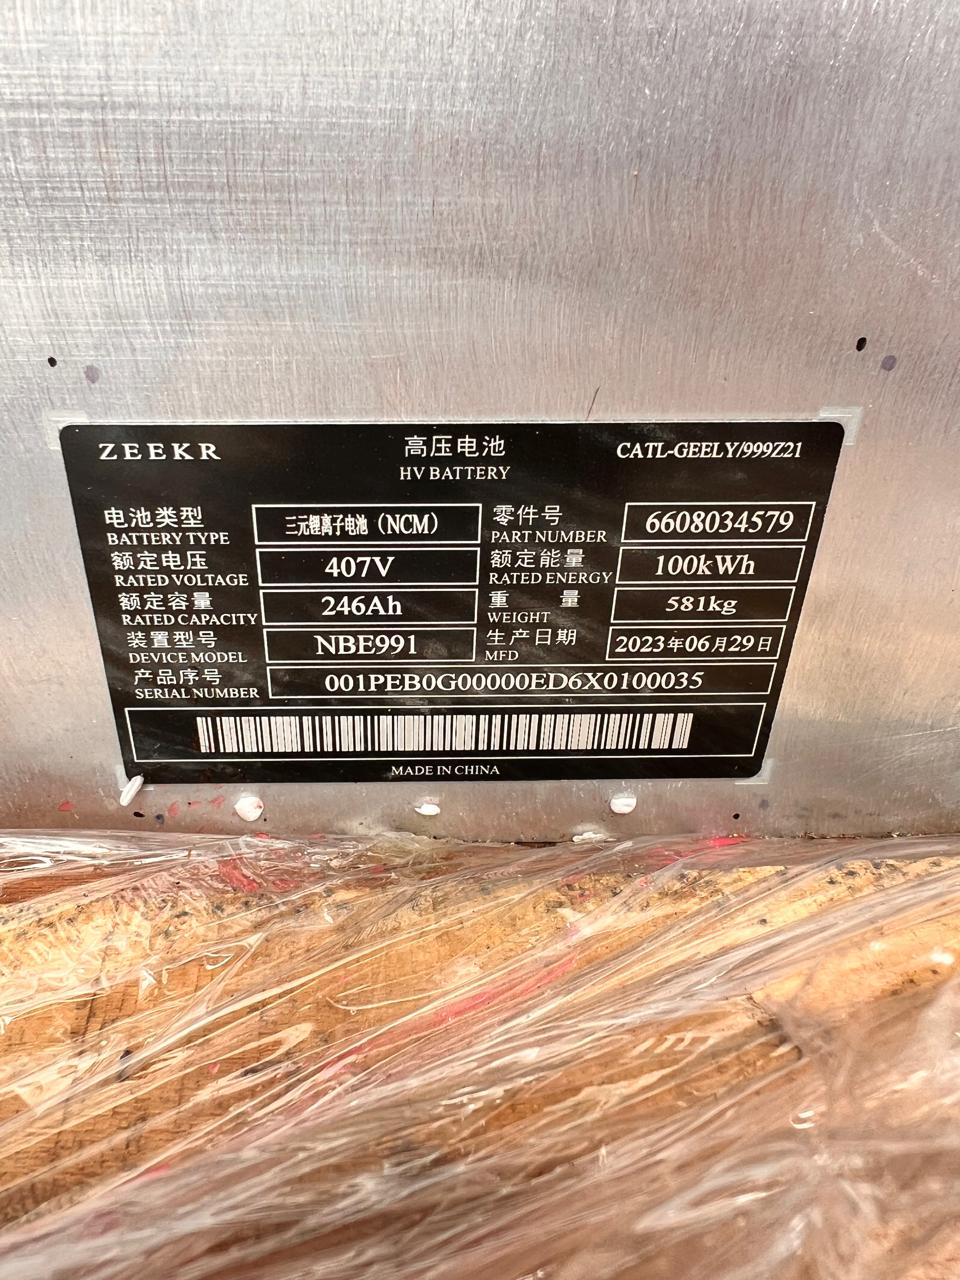 ZEEKR 高压电池 CATL-GEELY/999Z21
HV BATTERY
电池类型 三元锂离子电池（NCM） 零件号 6608034579
BATTERY TYPE PART NUMBER
额定电压 407V 额定能量 100kWh
RATED VOLTAGE RATED ENERGY
额定容量 246Ah 重 量 581kg
RATED CAPACITY WEIGHT
装置型号 NBE991 生产日期 2023年06月29日
DEVICE MODEL MFD
产品序号 001PEB0G00000ED6X0100035
SERIAL NUMBER
MADE IN CHINA